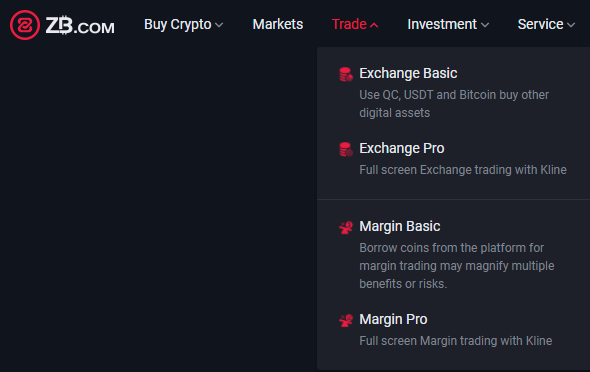 ZB.COM Buy Crypto Markets Trade Investment Service
Exchange Basic
Use QC, USDT and Bitcoin buy other
digital assets
Exchange Pro
Full screen Exchange trading with Kline
Margin Basic
Borrow coins from the platform for
margin trading may magnify multiple
benefits or risks.
Margin Pro
Full screen Margin trading with Kline